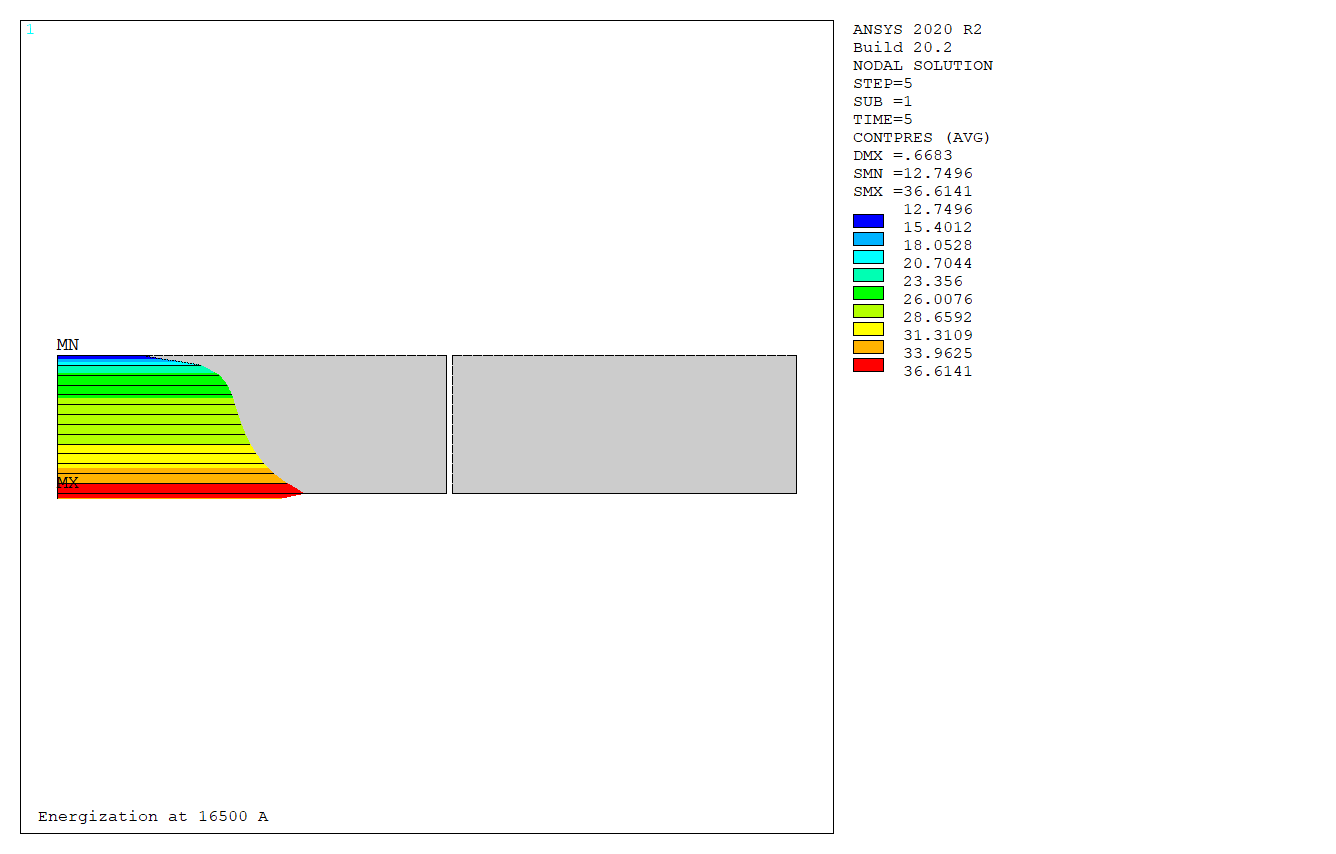 1
ANSYS 2020 R2
Build 20.2
NODAL SOLUTION
STEP=5
SUB =1
TIME=5
CONTPRES (AVG)
DMX =.6683
SMN =12.7496
SMX =36.6141
12.7496
15.4012
18.0528
20.7044
23.356
26.0076
28.6592
31.3109
33.9625
36.6141
MN
MX
Energization at 16500 A